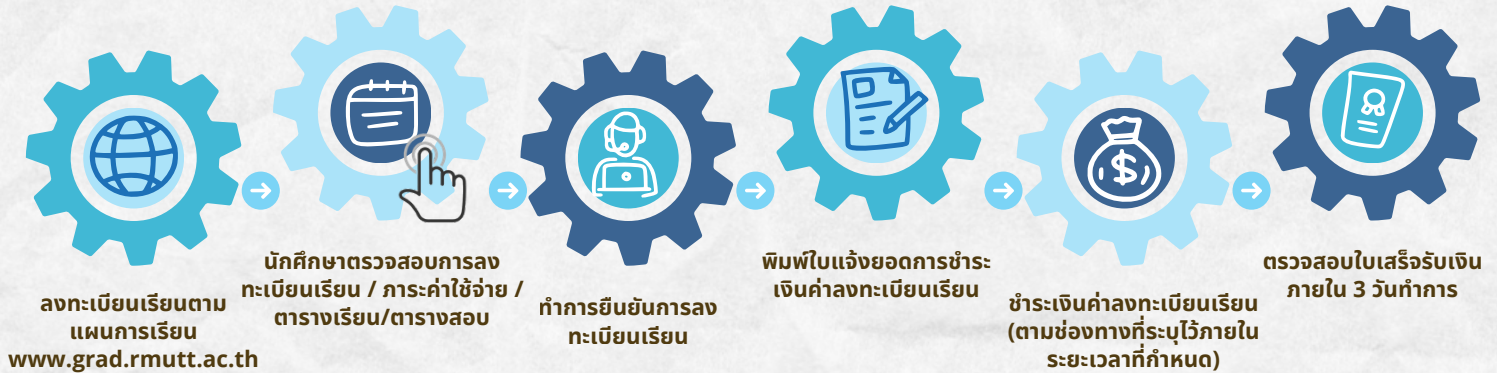 ลงทะเบียนเรียนตาม
แผนการเรียน
www.grad.rmutt.ac.th
นักศึกษาตรวจสอบการลง
ทะเบียนเรียน / ภาระค่าใช้จ่าย /
ตารางเรียน/ตารางสอบ
ทำการยืนยันการลง
ทะเบียนเรียน
พิมพ์ใบแจ้งยอดการชำระ
เงินค่าลงทะเบียนเรียน
$
ชำระเงินค่าลงทะเบียนเรียน
(ตามช่องทางที่ระบุไว้ภายใน
ระยะเวลาที่กำหนด)
ตรวจสอบใบเสร็จรับเงิน
ภายใน 3 วันทำการ